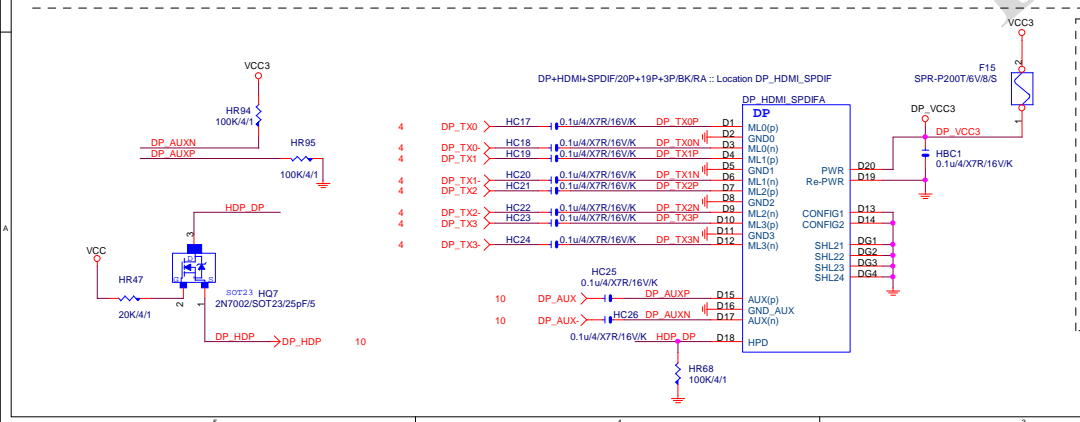 VCC3
F15
SPR-P200T/6V/8/S
2
1
DP_VCC3
DP_VCC3
HBC1
0.1u/4/X7R/16V/K
VCC3
HR94
100K/4/1
DP_AUXN
DP_AUXP
HR95
100K/4/1
HDP_DP
3
VCC
HR47
20K/4/1
2
1
D
G
S
SOT23
HQ7
2N7002/SOT23/25pF/5
DP_HDP
DP_HDP
10
DP+HDMI+SPDIF/20P+19P+3P/BK/RA :: Location DP_HDMI_SPDIF
DP_HDMI_SPDIFA
DP
4 DP_TX0 HC17 0.1u/4/X7R/16V/K DP_TX0P D1 ML0(p)
D2 GND0
4 DP_TX0- HC18 0.1u/4/X7R/16V/K DP_TX0N D3 ML0(n)
4 DP_TX1 HC19 0.1u/4/X7R/16V/K DP_TX1P D4 ML1(p)
D5 GND1
4 DP_TX1- HC20 0.1u/4/X7R/16V/K DP_TX1N D6 ML1(n)
4 DP_TX2 HC21 0.1u/4/X7R/16V/K DP_TX2P D7 ML2(p)
D8 GND2
4 DP_TX2- HC22 0.1u/4/X7R/16V/K DP_TX2N D9 ML2(n)
4 DP_TX3 HC23 0.1u/4/X7R/16V/K DP_TX3P D10 ML3(p)
D11 GND3
4 DP_TX3- HC24 0.1u/4/X7R/16V/K DP_TX3N D12 ML3(n)
HC25
0.1u/4/X7R/16V/K
10 DP_AUX DP_AUXP D15 AUX(p)
D16 GND_AUX
10 DP_AUX- HC26 DP_AUXN D17 AUX(n)
0.1u/4/X7R/16V/K HDP_DP D18 HPD
HR68
100K/4/1
PWR D20
Re-PWR D19
CONFIG1 D13
CONFIG2 D14
SHL21 DG1
SHL22 DG2
SHL23 DG3
SHL24 DG4
A